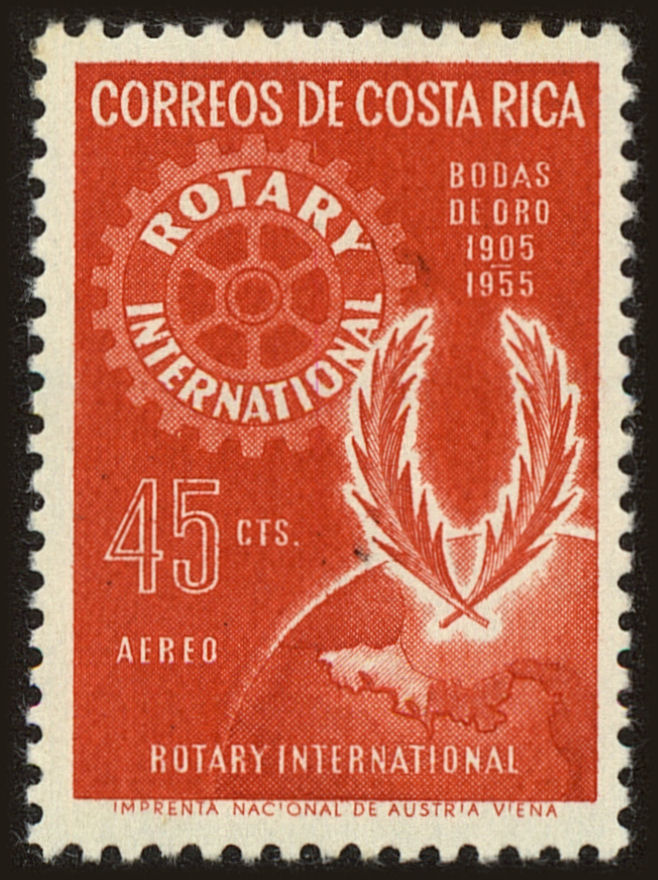 CORREOS DE COSTA RICA
ROTARY
INTERNATIONAL
BODAS
DE ORO
1905
1955
45 CTS.
AEREO
ROTARY INTERNATIONAL
IMPRENTA NACIONAL DE AUSTRIA VIENA